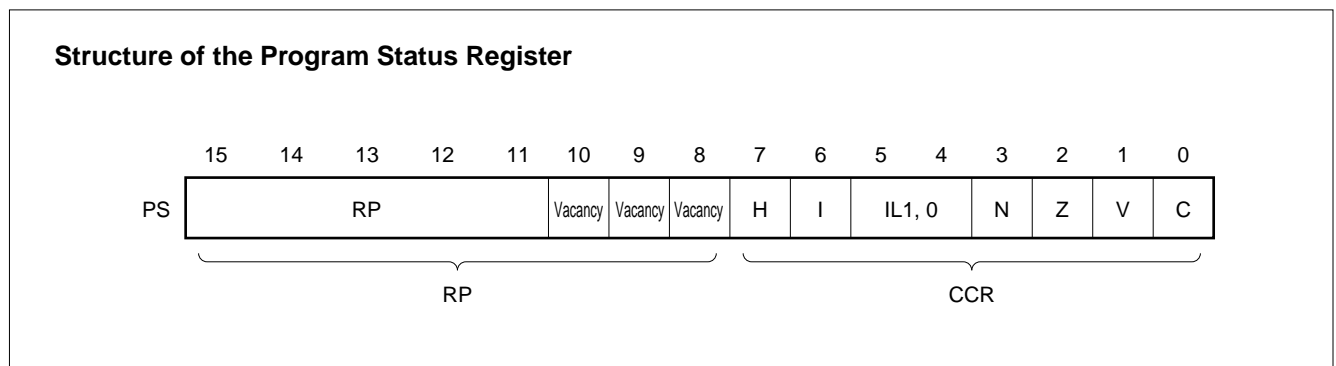 Structure of the Program Status Register
15 14 13 12 11 10 9 8 7 6 5 4 3 2 1 0
PS RP Vacancy Vacancy Vacancy H I IL1, 0 N Z V C
RP CCR